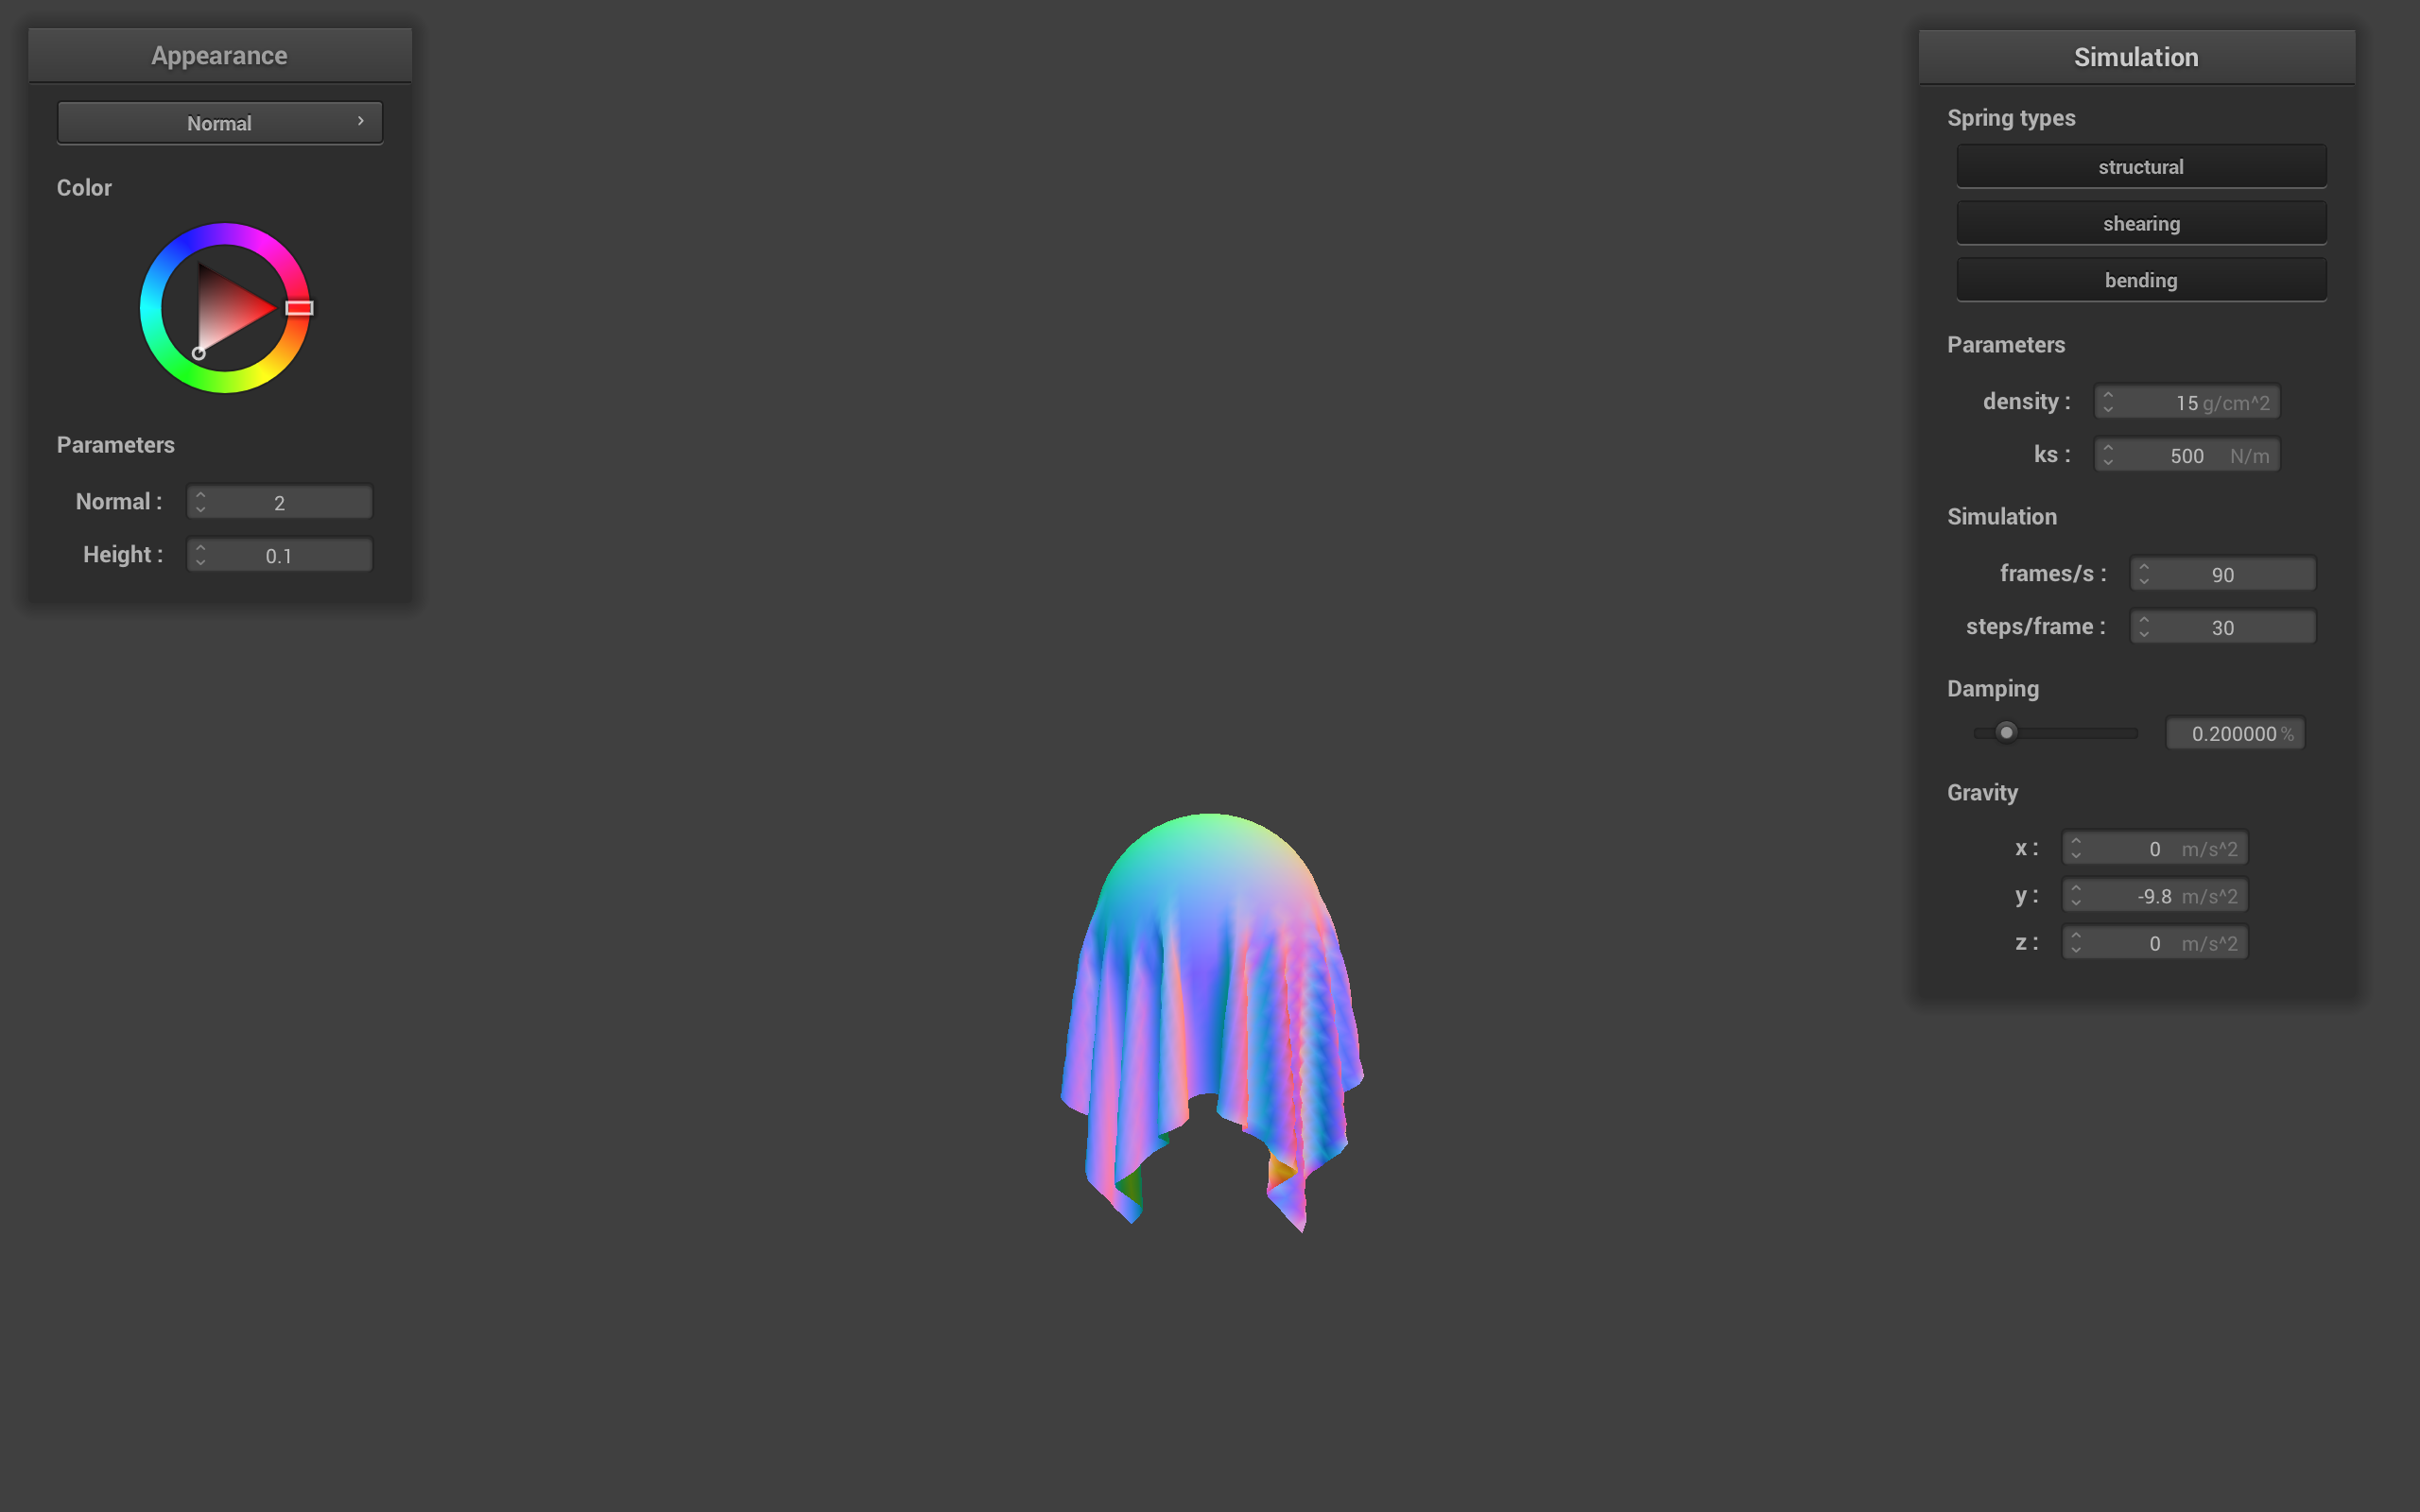 Appearance
Normal
Color
Parameters
Normal :
2
Height :
0.1
Simulation
Spring types
structural
shearing
bending
Parameters
density :
15 g/cm^2
ks :
500 N/m
Simulation
frames/s :
90
steps/frame :
30
Damping
0.200000 %
Gravity
x :
0 m/s^2
y :
-9.8 m/s^2
z :
0 m/s^2